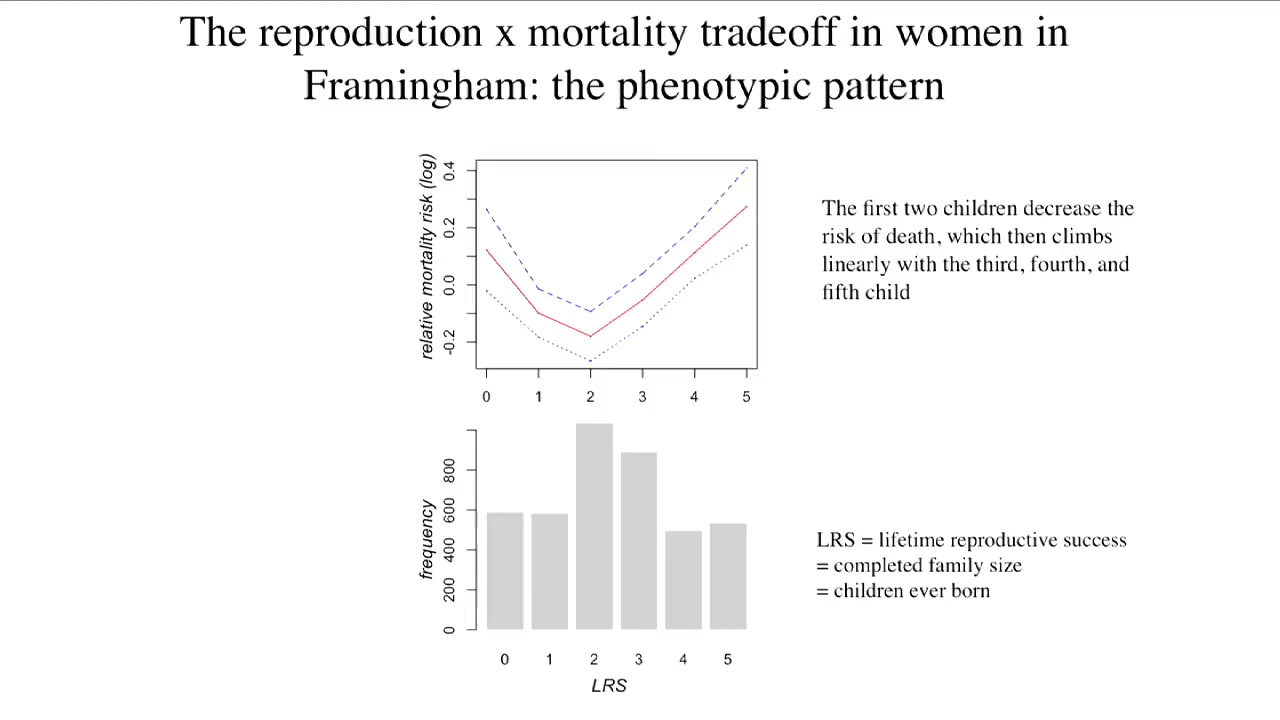 The reproduction x mortality tradeoff in women in
Framingham: the phenotypic pattern
relative mortality risk (log)
0.4
0.2
0.0
-0.2
0 1 2 3 4 5
The first two children decrease the
risk of death, which then climbs
linearly with the third, fourth, and
fifth child
frequency
800
600
400
200
0
0 1 2 3 4 5
LRS
LRS = lifetime reproductive success
= completed family size
= children ever born